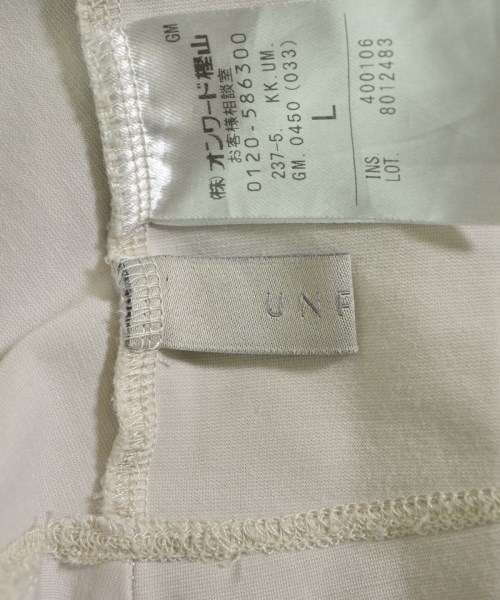 GM
(株)オンワード樫山
お客様相談室
0120-586300
237-5. KK.UM.
GM. 0450 (033)
L
INS 400106
LOT. 8012483